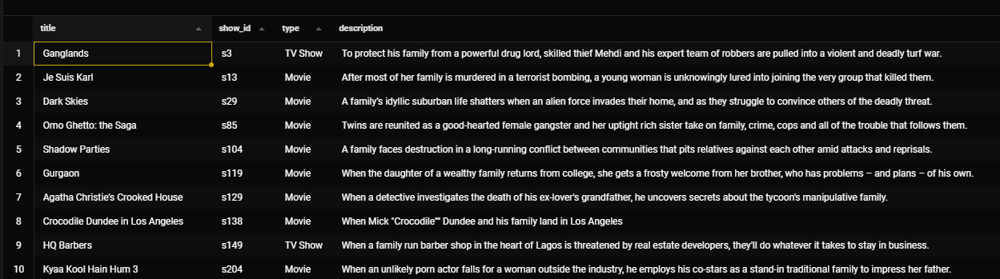 title show_id type description
1 Ganglands s3 TV Show To protect his family from a powerful drug lord, skilled thief Mehdi and his expert team of robbers are pulled into a violent and deadly turf war.
2 Je Suis Karl s13 Movie After most of her family is murdered in a terrorist bombing, a young woman is unknowingly lured into joining the very group that killed them.
3 Dark Skies s29 Movie A family's idyllic suburban life shatters when an alien force invades their home, and as they struggle to convince others of the deadly threat.
4 Omo Ghetto: the Saga s85 Movie Twins are reunited as a good-hearted female gangster and her uptight rich sister take on family, crime, cops and all of the trouble that follows them.
5 Shadow Parties s104 Movie A family faces destruction in a long-running conflict between communities that pits relatives against each other amid attacks and reprisals.
6 Gurgaon s119 Movie When the daughter of a wealthy family returns from college, she gets a frosty welcome from her brother, who has problems – and plans – of his own.
7 Agatha Christie's Crooked House s129 Movie When a detective investigates the death of his ex-lover's grandfather, he uncovers secrets about the tycoon's manipulative family.
8 Crocodile Dundee in Los Angeles s138 Movie When Mick "Crocodile"" Dundee and his family land in Los Angeles
9 HQ Barbers s149 TV Show When a family run barber shop in the heart of Lagos is threatened by real estate developers, they'll do whatever it takes to stay in business.
10 Kyaa Kool Hain Hum 3 s204 Movie When an unlikely porn actor falls for a woman outside the industry, he employs his co-stars as a stand-in traditional family to impress her father.